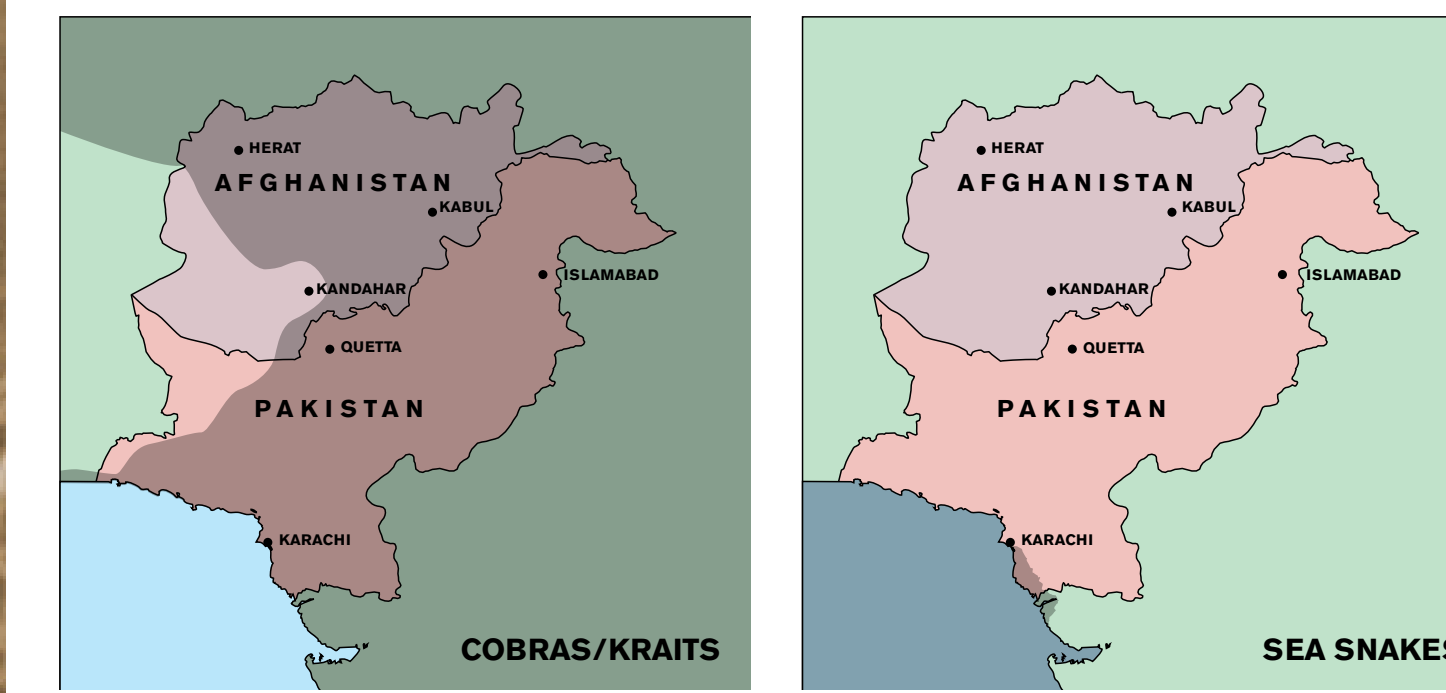 HERAT
AFGHANISTAN
KABUL
ISLAMABAD
KANDAHAR
QUETTA
PAKISTAN
KARACHI
COBRAS/KRAITS
HERAT
AFGHANISTAN
KABUL
ISLAMABAD
KANDAHAR
QUETTA
PAKISTAN
KARACHI
SEA SNAKES